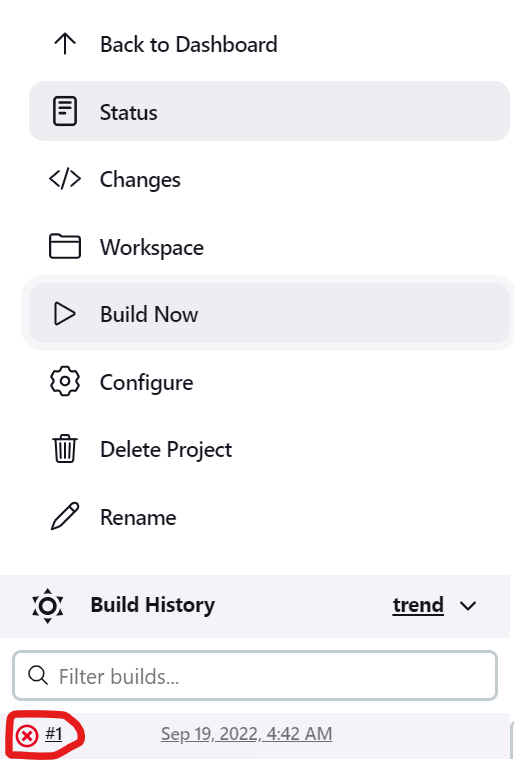 Back to Dashboard
Status
Changes
Workspace
Build Now
Configure
Delete Project
Rename
Build History trend
Filter builds...
#1 Sep 19, 2022, 4:42 AM